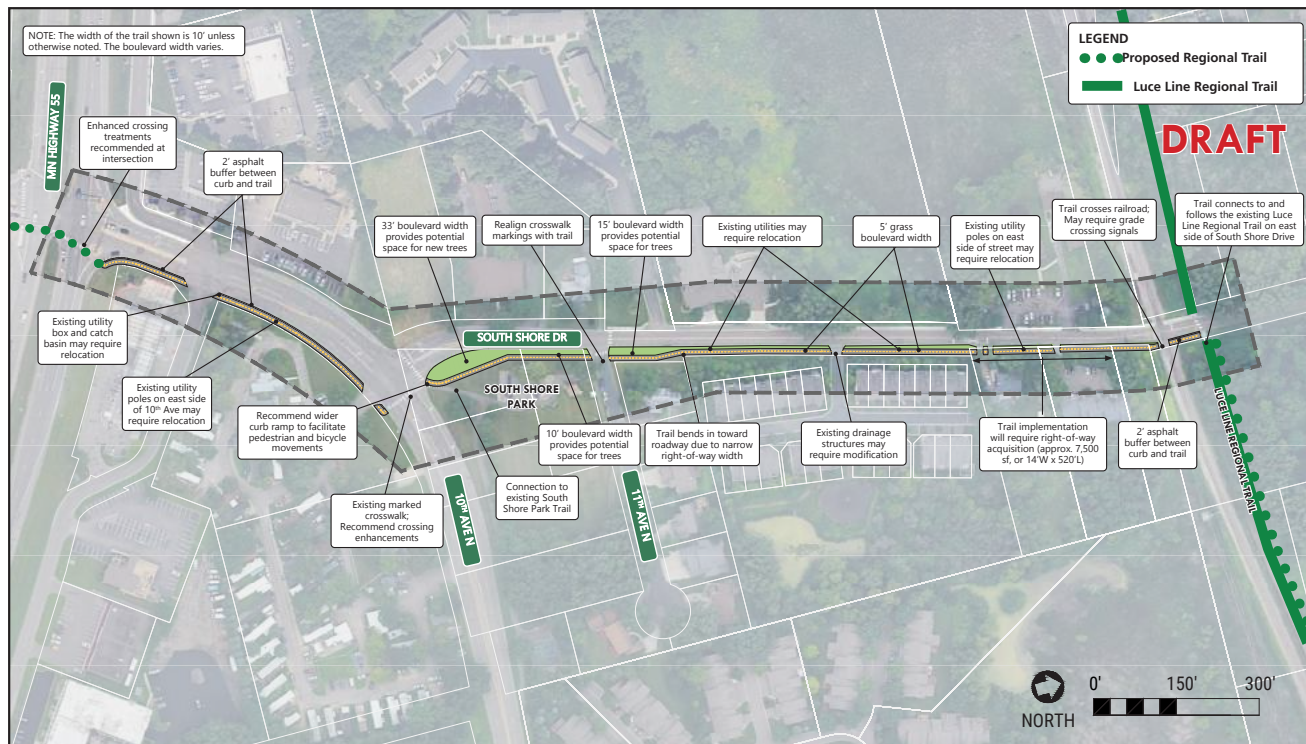 NOTE: The width of the trail shown is 10' unless
otherwise noted. The boulevard width varies.
LEGEND
Proposed Regional Trail
Luce Line Regional Trail
DRAFT
MN HIGHWAY 55
Enhanced crossing
treatments
recommended at
intersection
2' asphalt
buffer between
curb and trail
33' boulevard width
provides potential
space for new trees
Realign crosswalk
markings with trail
15' boulevard width
provides potential
space for trees
Existing utilities may
require relocation
5' grass
boulevard width
Existing utility
poles on east
side of street may
require relocation
Trail crosses railroad;
May require grade
crossing signals
Trail connects to and
follows the existing Luce
Line Regional Trail on east
side of South Shore Drive
Existing utility
box and catch
basin may require
relocation
Existing utility
poles on east side
of 10th Ave may
require relocation
SOUTH SHORE DR
SOUTH SHORE
PARK
Recommend wider
curb ramp to facilitate
pedestrian and bicycle
movements
10' boulevard width
provides potential
space for trees
Trail bends in toward
roadway due to narrow
right-of-way width
Existing drainage
structures may
require modification
Trail implementation
will require right-of-way
acquisition (approx. 7,500
sf, or 14'W x 520'L)
2' asphalt
buffer between
curb and trail
Existing marked
crosswalk;
Recommend crossing
enhancements
10TH AVE N
Connection to
existing South
Shore Park Trail
11TH AVE N
LUCE LINE REGIONAL TRAIL
NORTH
0' 150' 300'